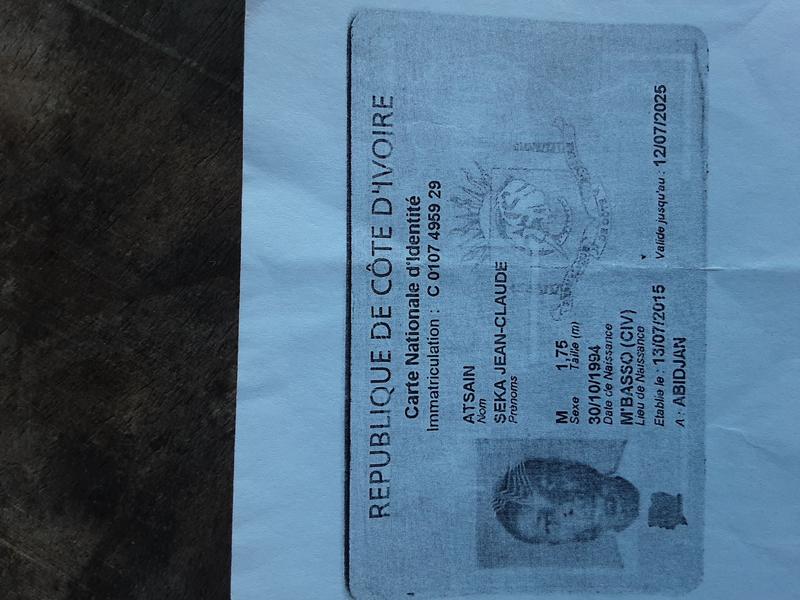 REPUBLIQUE DE CÔTE D'IVOIRE
Carte Nationale d'Identité
Immatriculation : C 0107 4959 29
ATSAIN
Nom
SEKA JEAN-CLAUDE
Prénoms
M 1,75
Sexe Taille (m)
30/10/1994
Date de Naissance
M'BASSO (CIV)
Lieu de Naissance
Etablie le : 13/07/2015 Valide jusqu'au : 12/07/2025
A : ABIDJAN